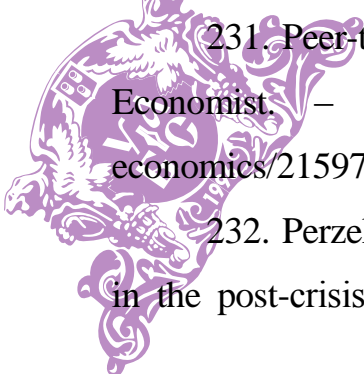 231. Peer-t
Economist. –
economics/21597
232. Perzel
in the post-crisis